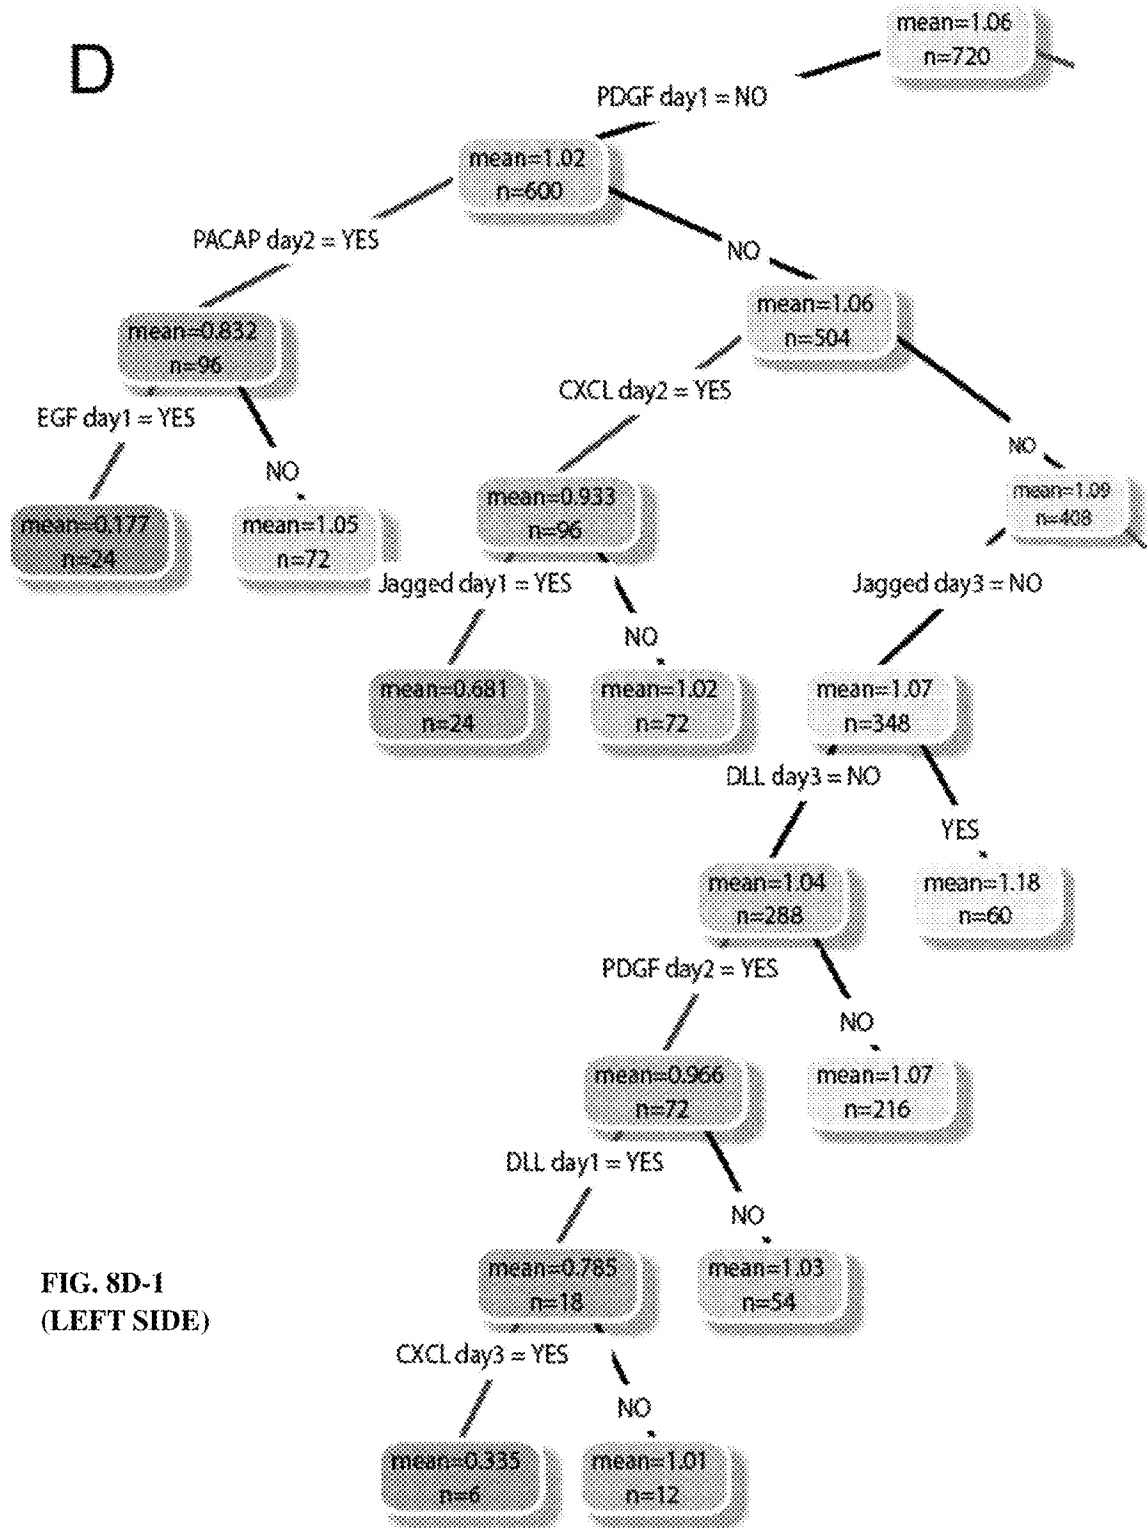 D
mean=1.06
n=720
PDGF day1 = NO
mean=1.02
n=600
PACAP day2 = YES
NO
mean=0.832
n=96
mean=1.06
n=504
EGF day1 = YES
NO
CXCL day2 = YES
NO
mean=0.177
n=24
mean=1.05
n=72
mean=0.933
n=96
mean=1.09
n=408
Jagged day1 = YES
NO
Jagged day3 = NO
mean=0.681
n=24
mean=1.02
n=72
mean=1.07
n=348
DLL day3 = NO
YES
mean=1.04
n=288
mean=1.18
n=60
PDGF day2 = YES
NO
mean=0.966
n=72
mean=1.07
n=216
DLL day1 = YES
NO
mean=0.785
n=18
mean=1.03
n=54
FIG. 8D-1
(LEFT SIDE)
CXCL day3 = YES
NO
mean=0.335
n=6
mean=1.01
n=12